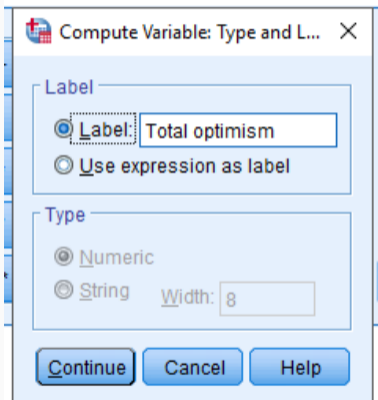 Compute Variable: Type and L...
Label
Label: Total optimism
Use expression as label
Type
Numeric
String Width: 8
Continue Cancel Help